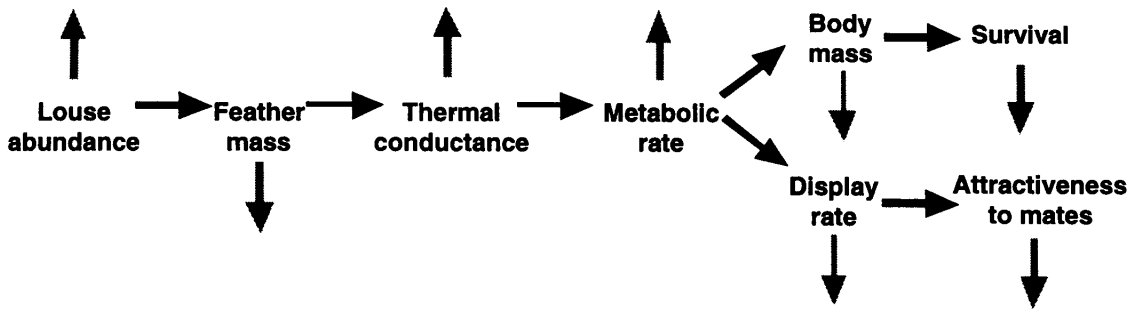 Body
mass
Survival
Louse
abundance
Feather
mass
Thermal
conductance
Metabolic
rate
Display
rate
Attractiveness
to mates